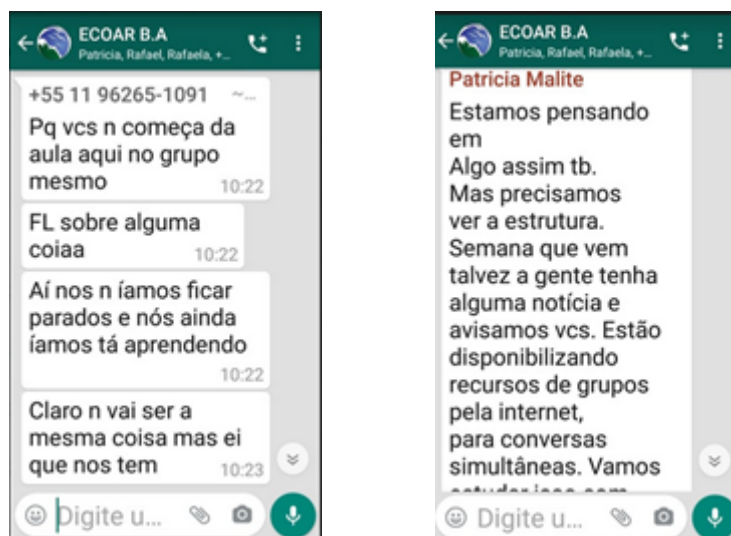 ECOAR B.A
Patricia, Rafael, Rafaela, +...
+55 11 96265-1091 ~...
Pq vcs n começa da
aula aqui no grupo
mesmo
10:22
FL sobre alguma
coiaa
10:22
Aí nos n íamos ficar
parados e nós ainda
íamos tá aprendendo
10:22
Claro n vai ser a
mesma coisa mas ei
que nos tem
10:23
Digite u...
ECOAR B.A
Patricia, Rafael, Rafaela, +...
Patricia Malite
Estamos pensando
em
Algo assim tb.
Mas precisamos
ver a estrutura.
Semana que vem
talvez a gente tenha
alguma notícia e
avisamos vcs. Estão
disponibilizando
recursos de grupos
pela internet,
para conversas
simultâneas. Vamos
Digite u...